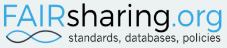 FAIRsharing.org
standards, databases, policies